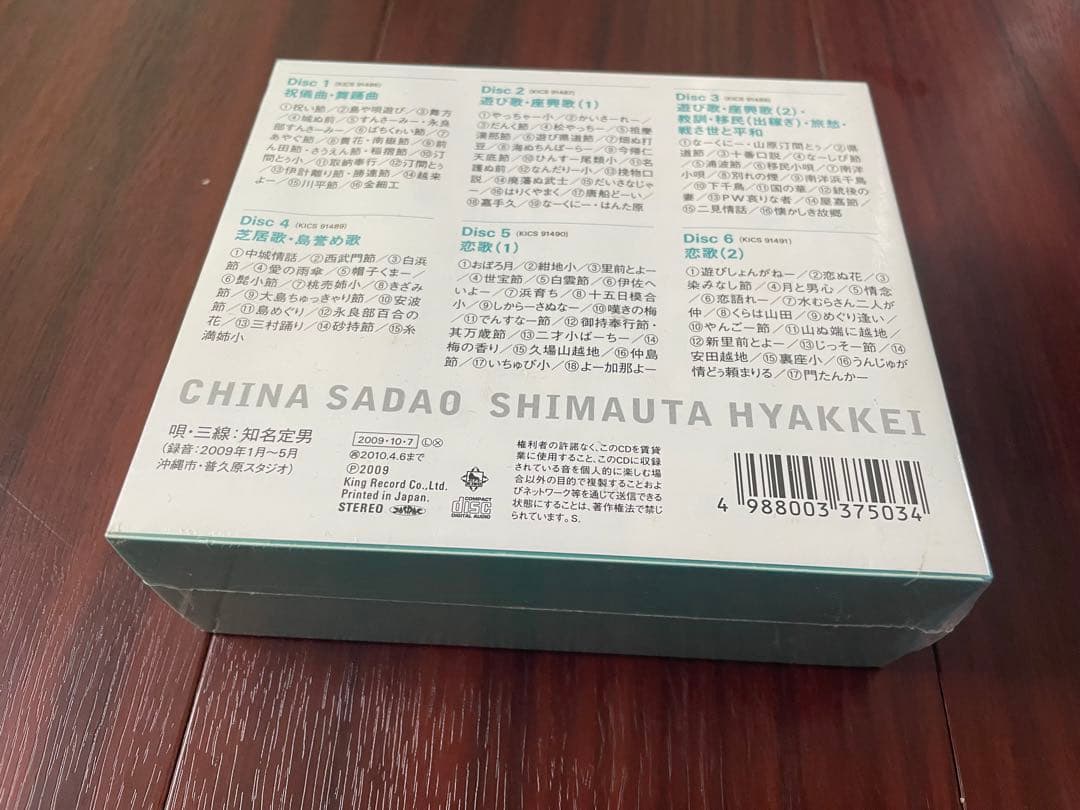 Disc 1 (KICS 91486)
祝儀曲・舞踊曲
①祝い節／②島や唄遊び／③舞方
／④城ぬ前／⑤すんさーみー・永良
部すんさーみー／⑥ばちくゎい節／⑦
あやぐ節／⑧貫花・南嶽節／⑨前
ん田節・さうえん節・稲摺節／⑩汀
間とぅ小／⑪取納奉行／⑫汀間とぅ
／⑬伊計離り節・勝連節／⑭越来
よー／⑮川平節／⑯金細工
Disc 2 (KICS 91487)
遊び歌・座興歌（1）
①やっちゃー小／②かいさーれー／
③だんく節／④桃やっちー／⑤祖慶
漢那節／⑥遊び県道節／⑦畑ぬ打
豆／⑧海ぬちんぼーらー／⑨今帰仁
天底節／⑩ひんすー尾類小／⑪名
護ぬ前／⑫なんだりー小／⑬挽物口
説／⑭廃藩ぬ武士／⑮だいさなじゃ
ー／⑯はりくやまく／⑰唐船どーい／
⑱嘉手久／⑲なーくにー・はんた原
Disc 3 (KICS 91488)
遊び歌・座興歌（2）・
教訓・移民（出稼ぎ）・旅愁・
戦さ世と平和
①なーくにー・山原汀間とぅ／②県
道節／③十番口説／④なーしび節
／⑤浦波節／⑥移民小唄／⑦南洋
小唄／⑧別れの煙／⑨南洋浜千鳥
／⑩下千鳥／⑪国の華／⑫銃後の
妻／⑬PW哀りな者／⑭屋嘉節／
⑮二見情話／⑯懐かしき故郷
Disc 4 (KICS 91489)
芝居歌・島誉め歌
①中城情話／②西武門節／③白浜
節／④愛の雨傘／⑤帽子くまー／
⑥髭小節／⑦桃売姉小／⑧きざみ
節／⑨大島ちゅっきゃり節／⑩安波
節／⑪島めぐり／⑫永良部百合の
花／⑬三村踊り／⑭砂持節／⑮糸
満姉小
Disc 5 (KICS 91490)
恋歌（1）
①おぼろ月／②紺地小／③里前とよー
／④世宝節／⑤白雲節／⑥伊佐へ
いよー／⑦浜育ち／⑧十五日模合
小／⑨しからーさぬなー／⑩嘆きの梅
／⑪でんすなー節／⑫御持奉行節・
其万歳節／⑬二才小ばーちー／⑭
梅の香り／⑮久場山越地／⑯仲島
節／⑰いちゅび小／⑱よー加那よー
Disc 6 (KICS 91491)
恋歌（2）
①遊びしょんがねー／②恋ぬ花／③
染みなし節／④月と男心／⑤情念
／⑥恋語れー／⑦水むらさん二人が
仲／⑧くらは山田／⑨めぐり逢い／
⑩やんご一節／⑪山ぬ端に越地／
⑫新里前とよー／⑬じっそー節／⑭
安田越地／⑮裏座小／⑯うんじゅが
情どぅ頼まりる／⑰門たんかー
CHINA SADAO SHIMAUTA HYAKKEI
唄・三線：知名定男
（録音：2009年1月〜5月
沖縄市・普久原スタジオ）
2009・10・7 Ⓛ Ⓧ
㊢2010.4.6まで
Ⓟ2009
King Record Co.,Ltd.
Printed in Japan.
STEREO
COMPACT
disc
DIGITAL AUDIO
権利者の許諾なく、このCDを賃貸
業に使用すること、このCDに収録
されている音を個人的に楽しむ場
合以外の目的で複製することおよ
びネットワーク等を通じて送信できる
状態にすることは、著作権法で禁じ
られています。S.
4 988003 375034